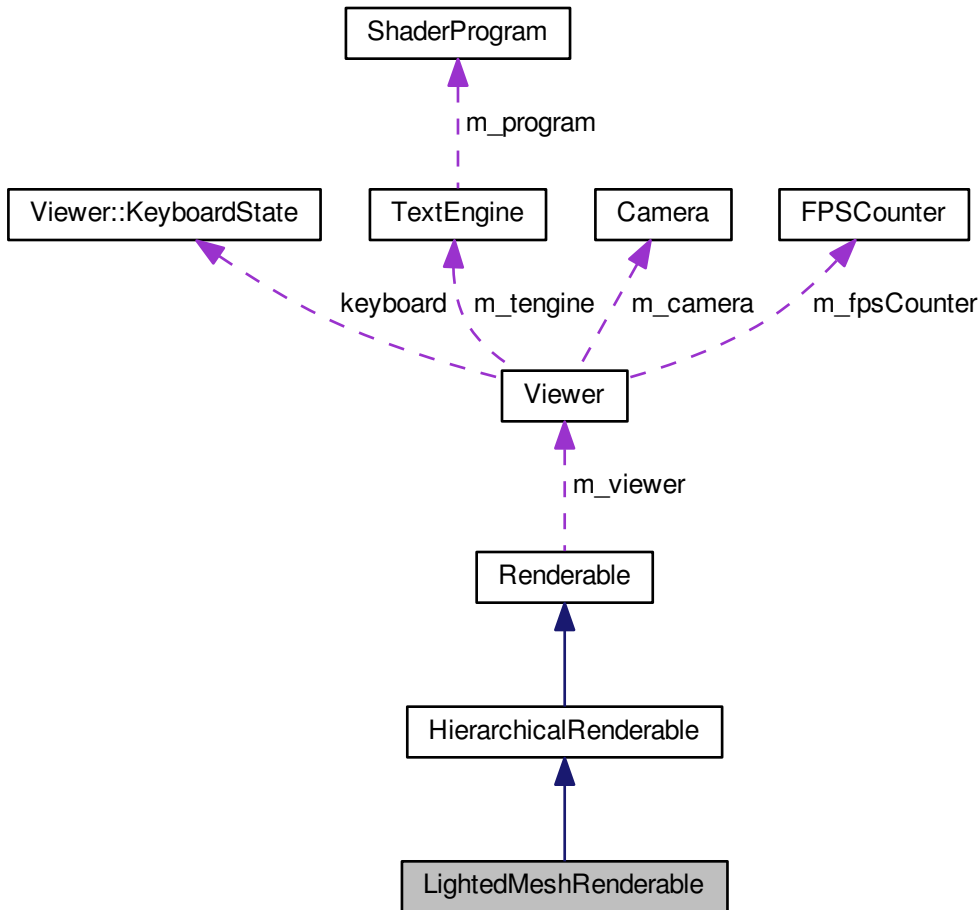 ShaderProgram
m_program
Viewer::KeyboardState
TextEngine
Camera
FPSCounter
keyboard
m_tengine
m_camera
m_fpsCounter
Viewer
m_viewer
Renderable
HierarchicalRenderable
LightedMeshRenderable